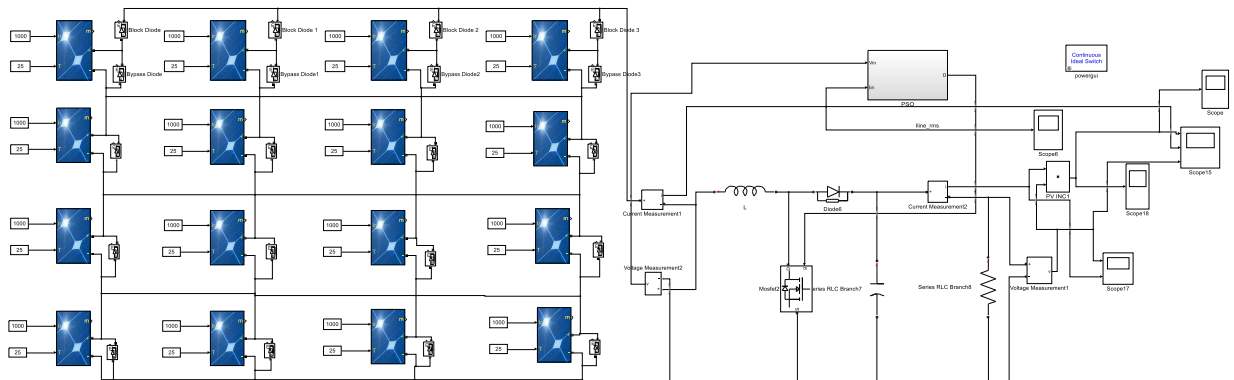 Block Diode
Block Diode 1
Block Diode 2
Block Diode 3
1000
m
1000
m
1000
m
1000
m
25
T
25
T
25
T
25
T
Bypass Diode
Bypass Diode1
Bypass Diode2
Bypass Diode3
Continuous
Ideal Switch
powergui
Vin
Iin
D
PSO
Scope
1000
m
1000
m
1000
m
1000
m
25
T
25
T
25
T
25
T
Iline_rms
Scope6
Scope15
PV INC1
Scope18
Current Measurement1
L
Diode6
Current Measurement2
1000
m
1000
m
1000
m
1000
m
25
T
25
T
25
T
25
T
Voltage Measurement2
Mosfet2
Series RLC Branch7
Series RLC Branch8
Voltage Measurement1
Scope17
1000
m
1000
m
1000
m
1000
m
25
T
25
T
25
T
25
T